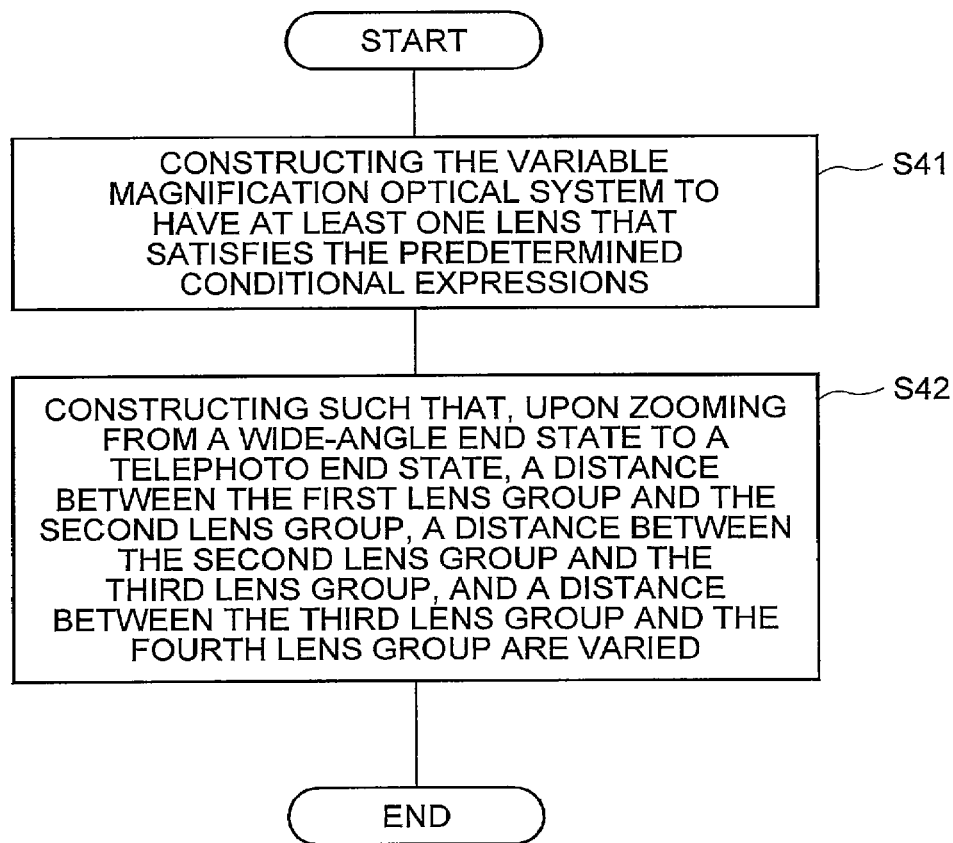 START
CONSTRUCTING THE VARIABLE
MAGNIFICATION OPTICAL SYSTEM TO
HAVE AT LEAST ONE LENS THAT
SATISFIES THE PREDETERMINED
CONDITIONAL EXPRESSIONS
S41
CONSTRUCTING SUCH THAT, UPON ZOOMING
FROM A WIDE-ANGLE END STATE TO A
TELEPHOTO END STATE, A DISTANCE
BETWEEN THE FIRST LENS GROUP AND THE
SECOND LENS GROUP, A DISTANCE BETWEEN
THE SECOND LENS GROUP AND THE
THIRD LENS GROUP, AND A DISTANCE
BETWEEN THE THIRD LENS GROUP AND THE
FOURTH LENS GROUP ARE VARIED
S42
END